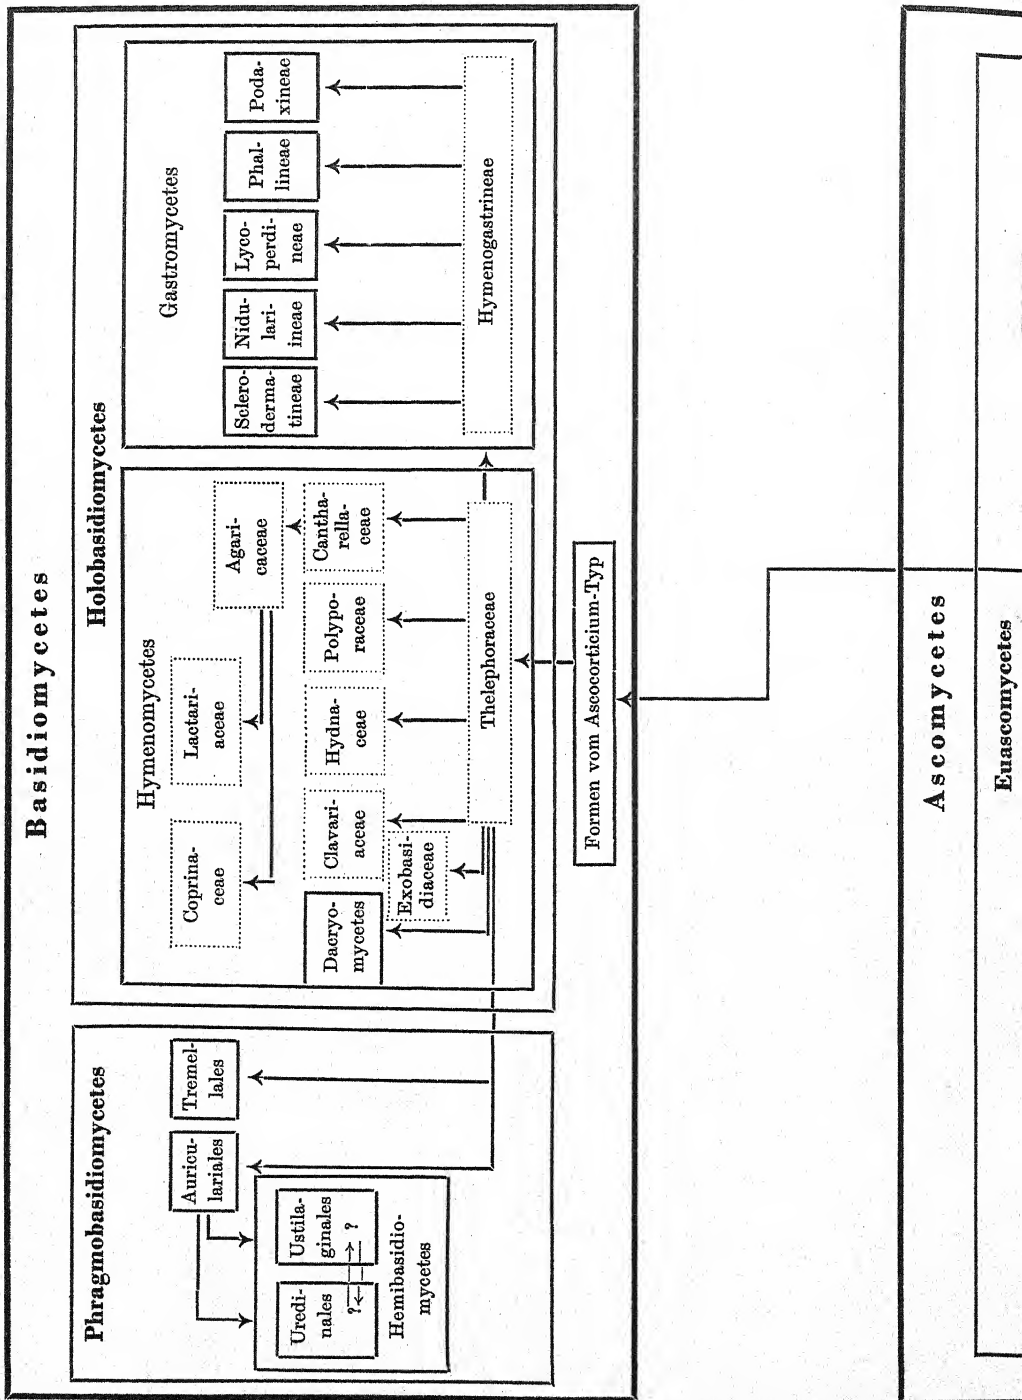 Basidiomycetes
Phragmobasidiomycetes
Auricu-
lariales
Tremel-
lales
Uredi-
nales
Ustila-
ginales
? ?
Hemibasidio-
mycetes
Holobasidiomycetes
Hymenomycetes
Coprina-
ceae
Lactari-
aceae
Agari-
caceae
Dacryo-
mycetes
Clavari-
aceae
Hydna-
ceae
Polypo-
raceae
Cantha-
rella-
ceae
Exobasi-
diaceae
Thelephoraceae
Gastromycetes
Sclero-
derma-
tineae
Nidu-
lari-
ineae
Lyco-
perdi-
neae
Phal-
lineae
Poda-
xineae
Hymenogastrineae
Formen vom Ascocorticium-Typ
Ascomycetes
Euascomycetes